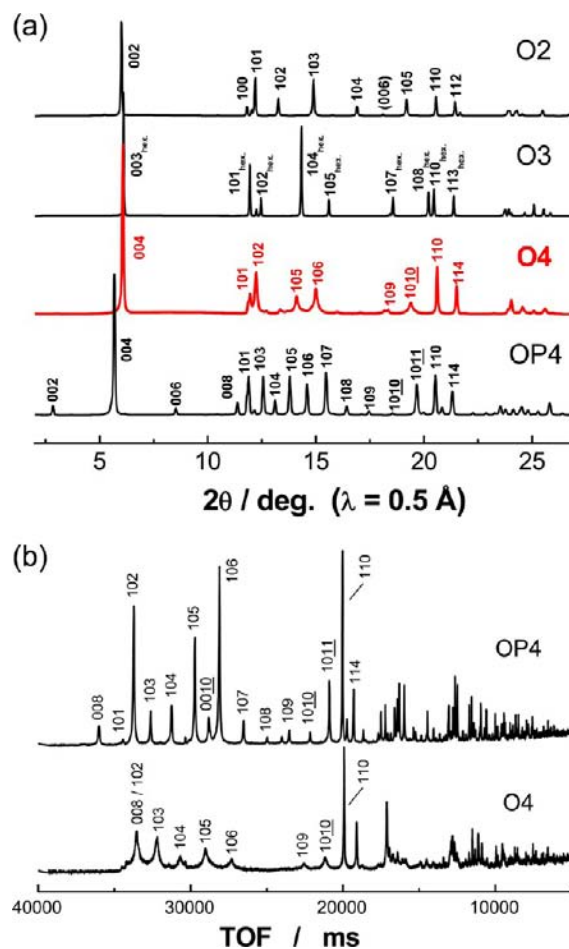 (a)
002
100
101
102
103
104
(006)
105
110
112
O2
003hex.
101hex.
102hex.
104hex.
105hex.
107hex.
108hex.
110hex.
113hex.
O3
004
101
102
105
106
109
1010
110
114
O4
002
004
006
008
101
103
104
105
106
107
108
109
1010
1011
110
114
OP4
5 10 15 20 25
2θ / deg. (λ = 0.5 Å)
(b)
008
101
102
103
104
105
0010
106
107
108
109
1010
1011
110
114
OP4
008 / 102
103
104
105
106
109
1010
110
O4
40000 30000 20000 10000
TOF / ms